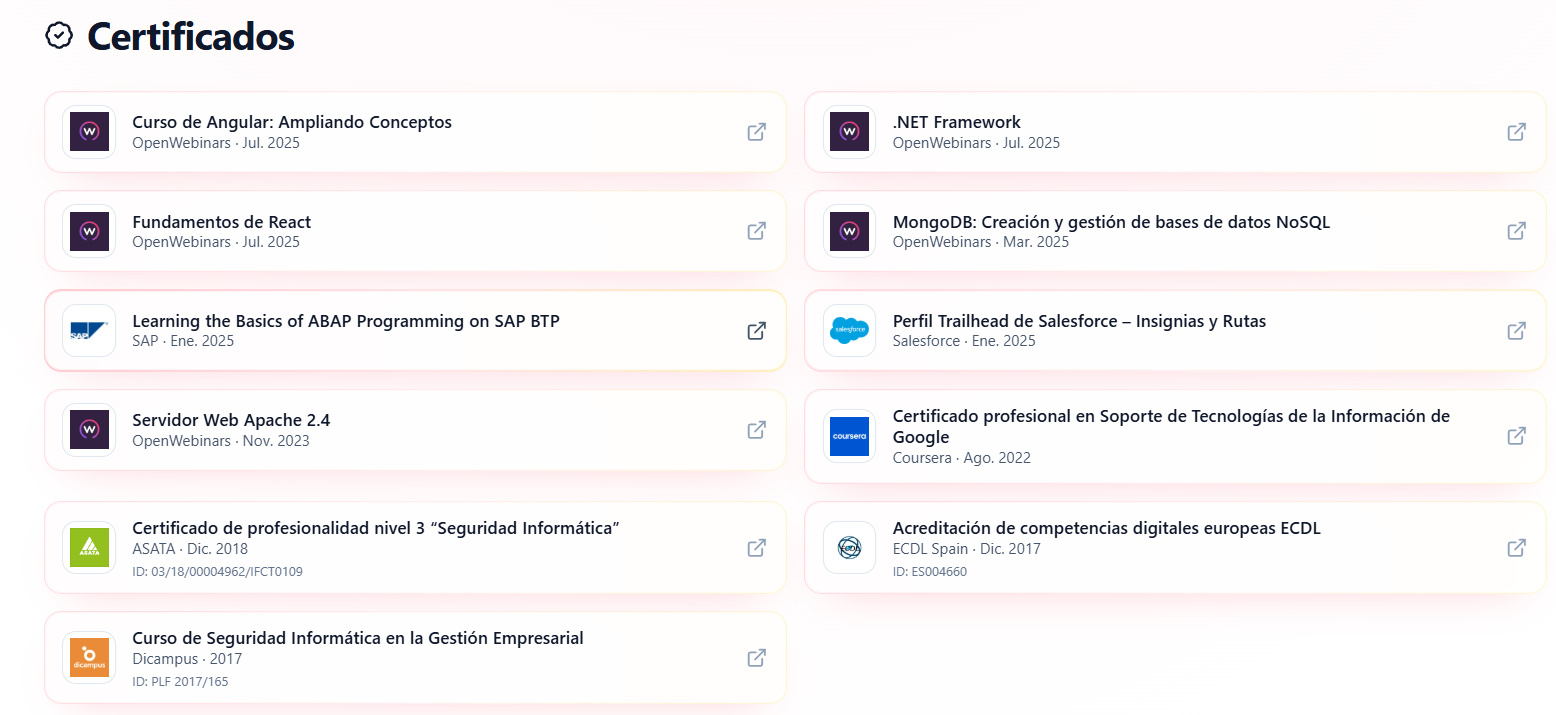 Certificados
Curso de Angular: Ampliando Conceptos
OpenWebinars · Jul. 2025
.NET Framework
OpenWebinars · Jul. 2025
Fundamentos de React
OpenWebinars · Jul. 2025
MongoDB: Creación y gestión de bases de datos NoSQL
OpenWebinars · Mar. 2025
SAP
Learning the Basics of ABAP Programming on SAP BTP
SAP · Ene. 2025
salesforce
Perfil Trailhead de Salesforce – Insignias y Rutas
Salesforce · Ene. 2025
Servidor Web Apache 2.4
OpenWebinars · Nov. 2023
coursera
Certificado profesional en Soporte de Tecnologías de la Información de
Google
Coursera · Ago. 2022
ASATA
Certificado de profesionalidad nivel 3 “Seguridad Informática”
ASATA · Dic. 2018
ID: 03/18/00004962/IFCT0109
ECDL
Acreditación de competencias digitales europeas ECDL
ECDL Spain · Dic. 2017
ID: ES004660
dicampus
Curso de Seguridad Informática en la Gestión Empresarial
Dicampus · 2017
ID: PLF 2017/165